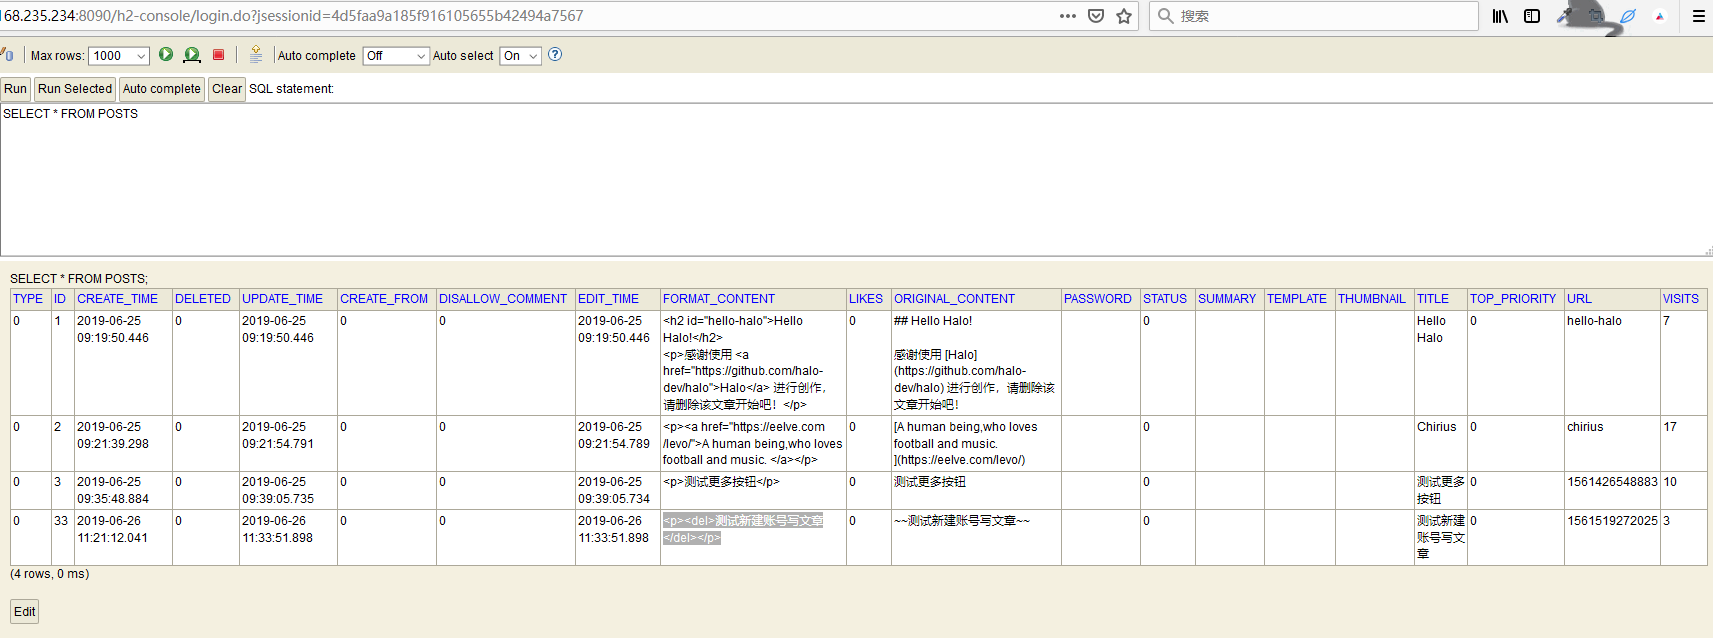 168.235.234:8090/h2-console/login.do?jsessionid=4d5faa9a185f916105655b42494a7567
搜索
Max rows: 1000 Auto complete Off Auto select On
Run Run Selected Auto complete Clear SQL statement:
SELECT * FROM POSTS
SELECT * FROM POSTS;
TYPE ID CREATE_TIME DELETED UPDATE_TIME CREATE_FROM DISALLOW_COMMENT EDIT_TIME FORMAT_CONTENT LIKES ORIGINAL_CONTENT PASSWORD STATUS SUMMARY TEMPLATE THUMBNAIL TITLE TOP_PRIORITY URL VISITS
0 1 2019-06-25 0 2019-06-25 0 0 2019-06-25 <h2 id="hello-halo">Hello 0 ## Hello Halo! 0 Hello 0 hello-halo 7
09:19:50.446 09:19:50.446 09:19:50.446 Halo!</h2> Halo
<p>感谢使用 <a 感谢使用 [Halo]
href="https://github.com/halo- (https://github.com/halo-
dev/halo">Halo</a> 进行创作， dev/halo) 进行创作，请删除该
请删除该文章开始吧！</p> 文章开始吧！
0 2 2019-06-25 0 2019-06-25 0 0 2019-06-25 <p><a href="https://eelve.com 0 [A human being,who loves 0 Chirius 0 chirius 17
09:21:39.298 09:21:54.791 09:21:54.789 /levo/">A human being,who loves football and music.
football and music. </a></p> ](https://eelve.com/levo/)
0 3 2019-06-25 0 2019-06-25 0 0 2019-06-25 <p>测试更多按钮</p> 0 测试更多按钮 0 测试更多 0 1561426548883 10
09:35:48.884 09:39:05.735 09:39:05.734 按钮
0 33 2019-06-26 0 2019-06-26 0 0 2019-06-26 <p><del>测试新建账号写文章 0 ~~测试新建账号写文章~~ 0 测试新建 0 1561519272025 3
11:21:12.041 11:33:51.898 11:33:51.898 </del></p> 账号写文
章
(4 rows, 0 ms)
Edit